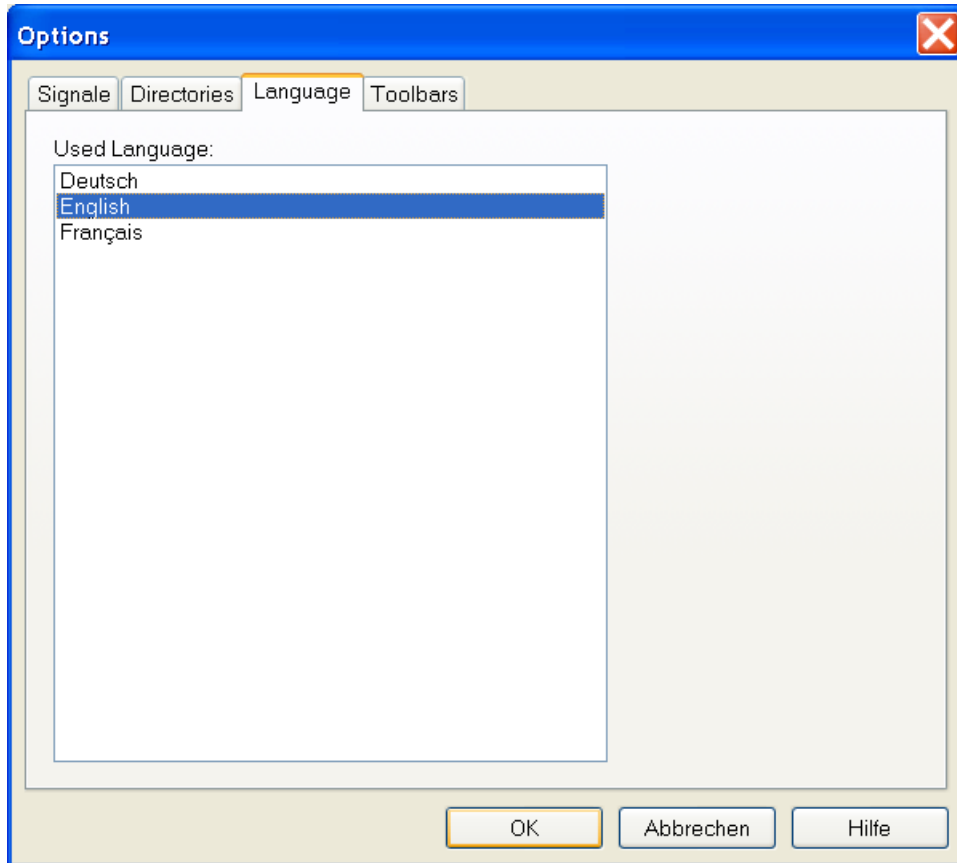 Options
Signale Directories Language Toolbars
Used Language:
Deutsch
English
Français
OK Abbrechen Hilfe